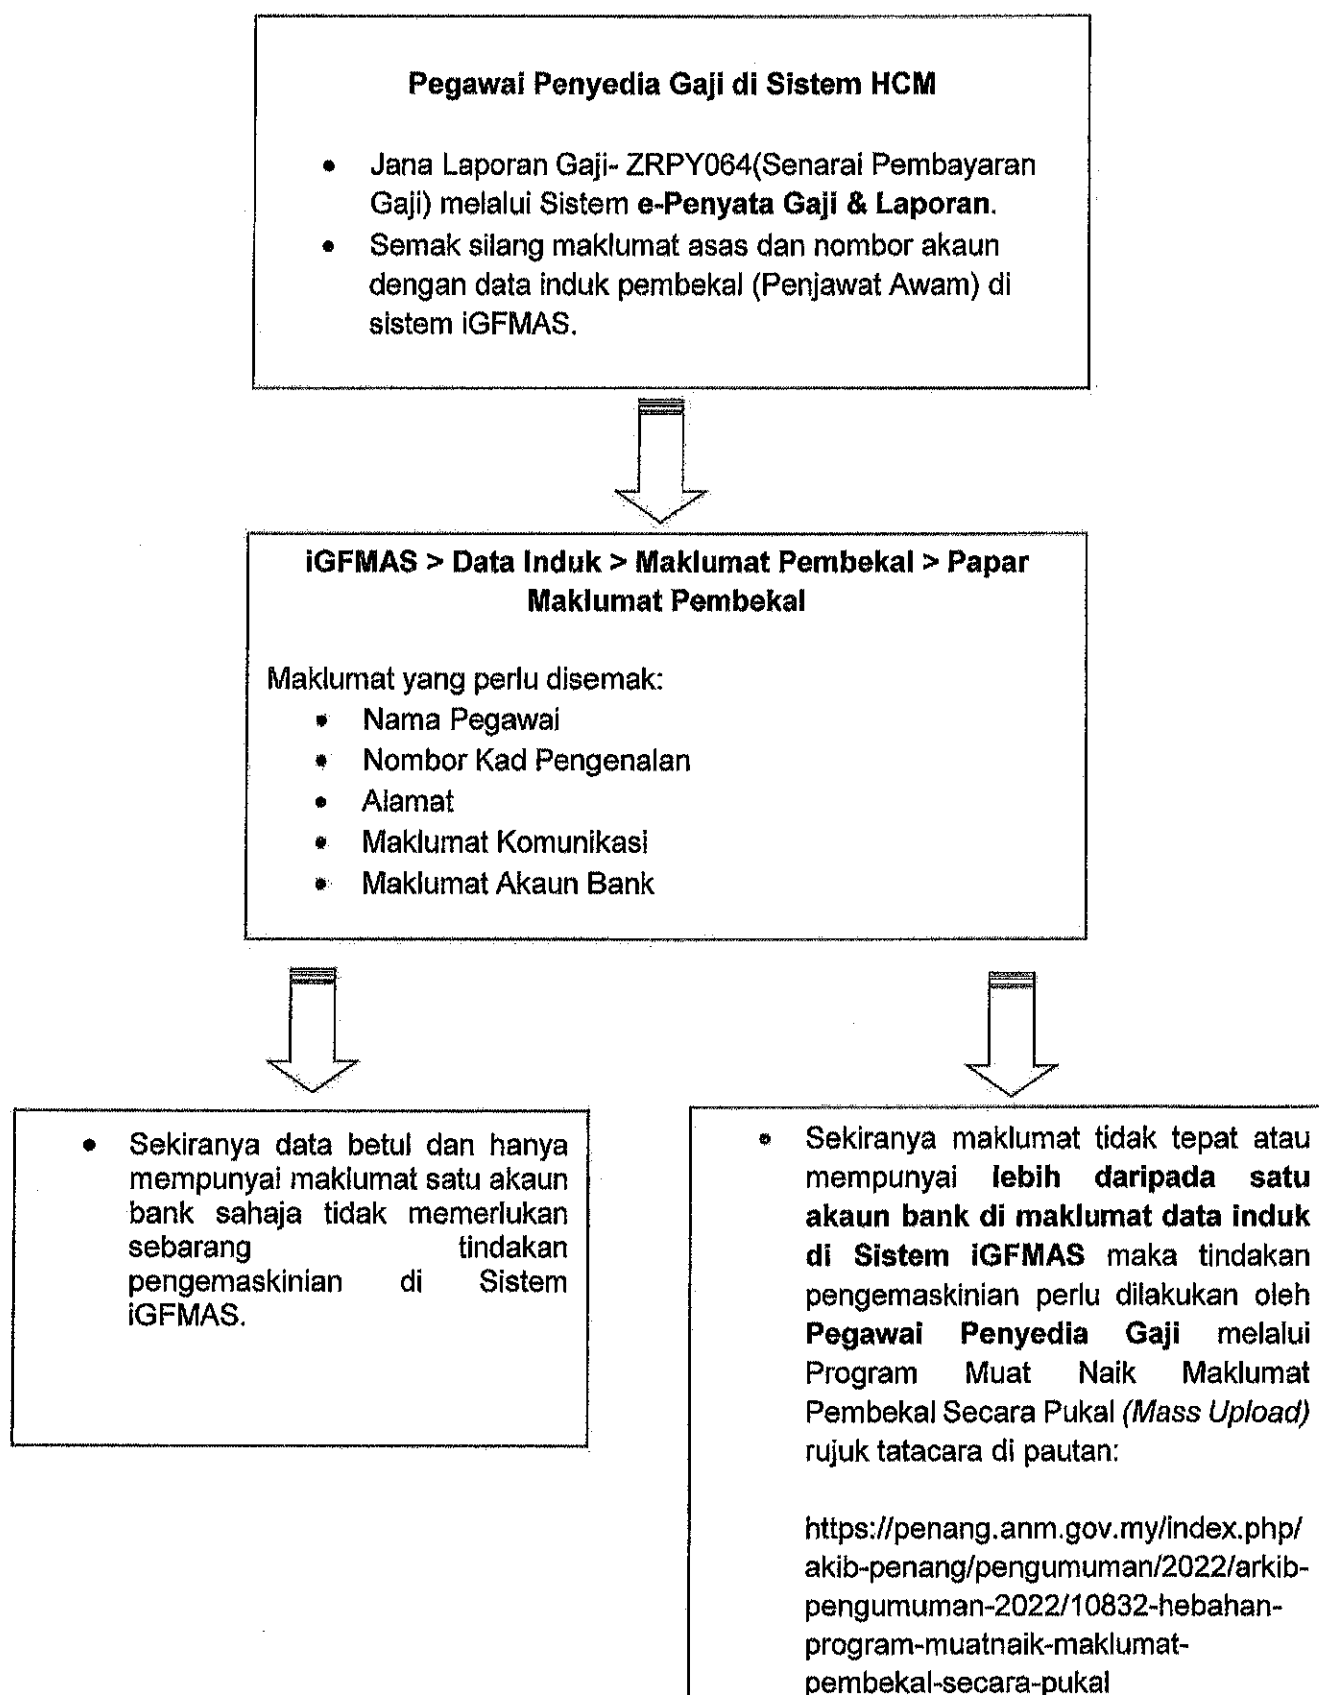 Pegawai Penyedia Gaji di Sistem HCM
• Jana Laporan Gaji- ZRPY064(Senarai Pembayaran
Gaji) melalui Sistem e-Penyata Gaji & Laporan.
• Semak silang maklumat asas dan nombor akaun
dengan data induk pembekal (Penjawat Awam) di
sistem iGFMAS.
iGFMAS > Data Induk > Maklumat Pembekal > Papar
Maklumat Pembekal
Maklumat yang perlu disemak:
• Nama Pegawai
• Nombor Kad Pengenalan
• Alamat
• Maklumat Komunikasi
• Maklumat Akaun Bank
• Sekiranya data betul dan hanya
mempunyai maklumat satu akaun
bank sahaja tidak memerlukan
sebarang tindakan
pengemaskinian di Sistem
iGFMAS.
• Sekiranya maklumat tidak tepat atau
mempunyai lebih daripada satu
akaun bank di maklumat data induk
di Sistem iGFMAS maka tindakan
pengemaskinian perlu dilakukan oleh
Pegawai Penyedia Gaji melalui
Program Muat Naik Maklumat
Pembekal Secara Pukal (Mass Upload)
rujuk tatacara di pautan:
https://penang.anm.gov.my/index.php/
akib-penang/pengumuman/2022/arkib-
pengumuman-2022/10832-hebahan-
program-muatnaik-maklumat-
pembekal-secara-pukal